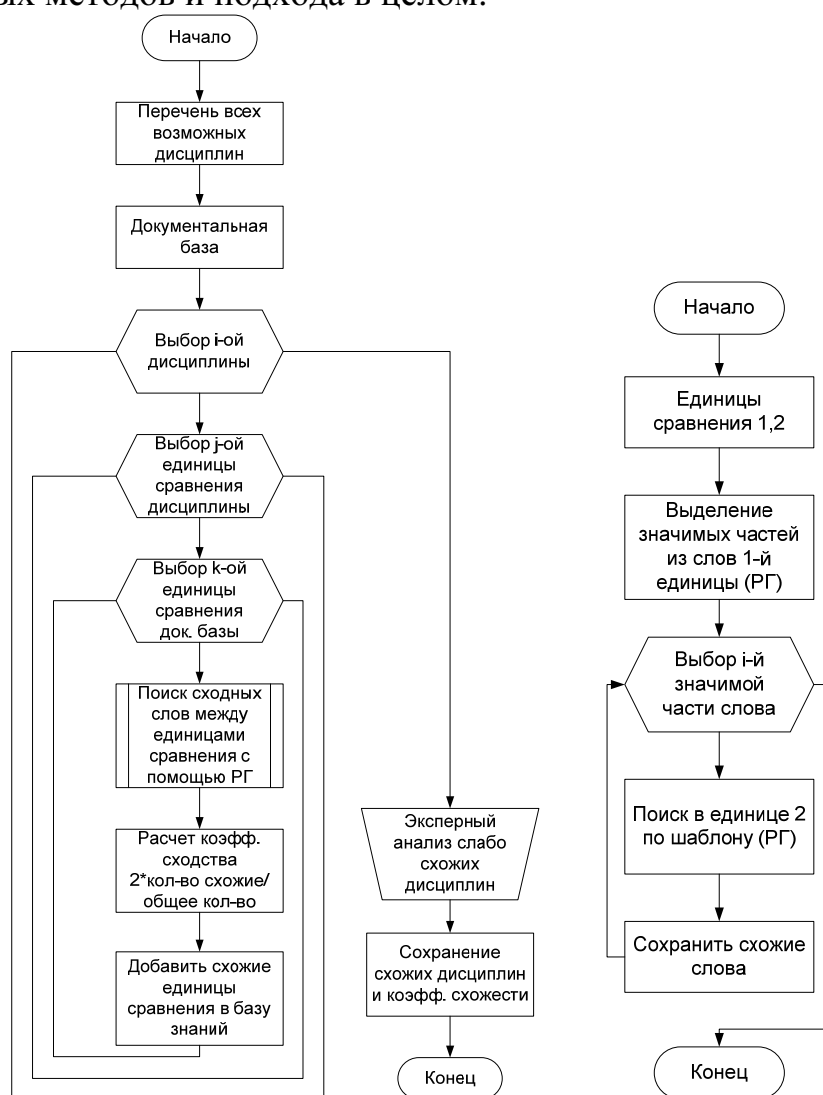 ых методов и подхода в целом.
Начало
Перечень всех
возможных
дисциплин
Документальная
база
Выбор i-ой
дисциплины
Выбор j-ой
единицы
сравнения
дисциплины
Выбор k-ой
единицы
сравнения
док. базы
Поиск сходных
слов между
единицами
сравнения с
помощью РГ
Расчет коэфф.
сходства
2*кол-во схожие/
общее кол-во
Добавить схожие
единицы
сравнения в базу
знаний
Эксперный
анализ слабо
схожих
дисциплин
Сохранение
схожих дисциплин
и коэфф. схожести
Конец
Начало
Единицы
сравнения 1,2
Выделение
значимых частей
из слов 1-й
единицы (РГ)
Выбор i-й
значимой
части слова
Поиск в единице 2
по шаблону (РГ)
Сохранить схожие
слова
Конец